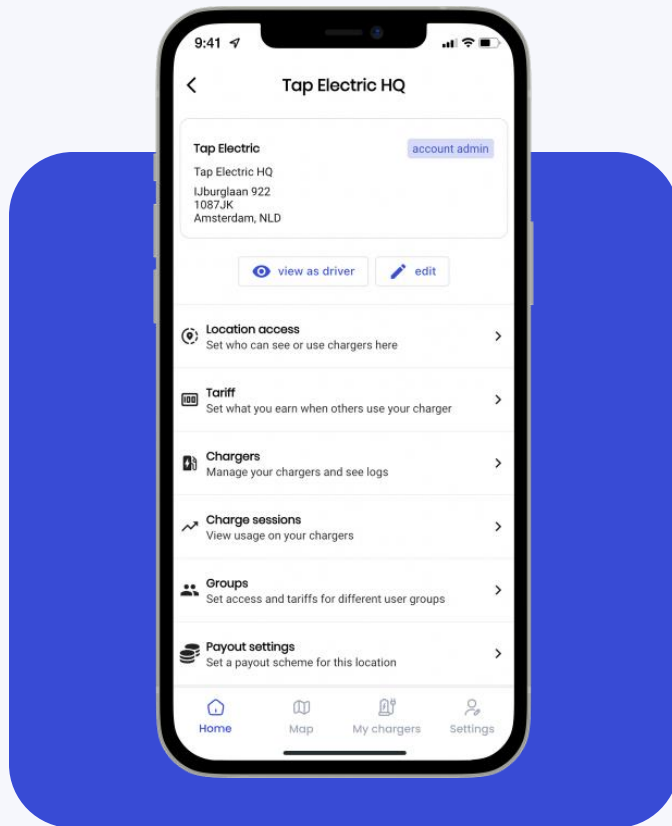 9:41
Tap Electric HQ
Tap Electric
account admin
Tap Electric HQ
IJburglaan 922
1087JK
Amsterdam, NLD
view as driver
edit
Location access
Set who can see or use chargers here
Tariff
Set what you earn when others use your charger
Chargers
Manage your chargers and see logs
Charge sessions
View usage on your chargers
Groups
Set access and tariffs for different user groups
Payout settings
Set a payout scheme for this location
Home
Map
My chargers
Settings